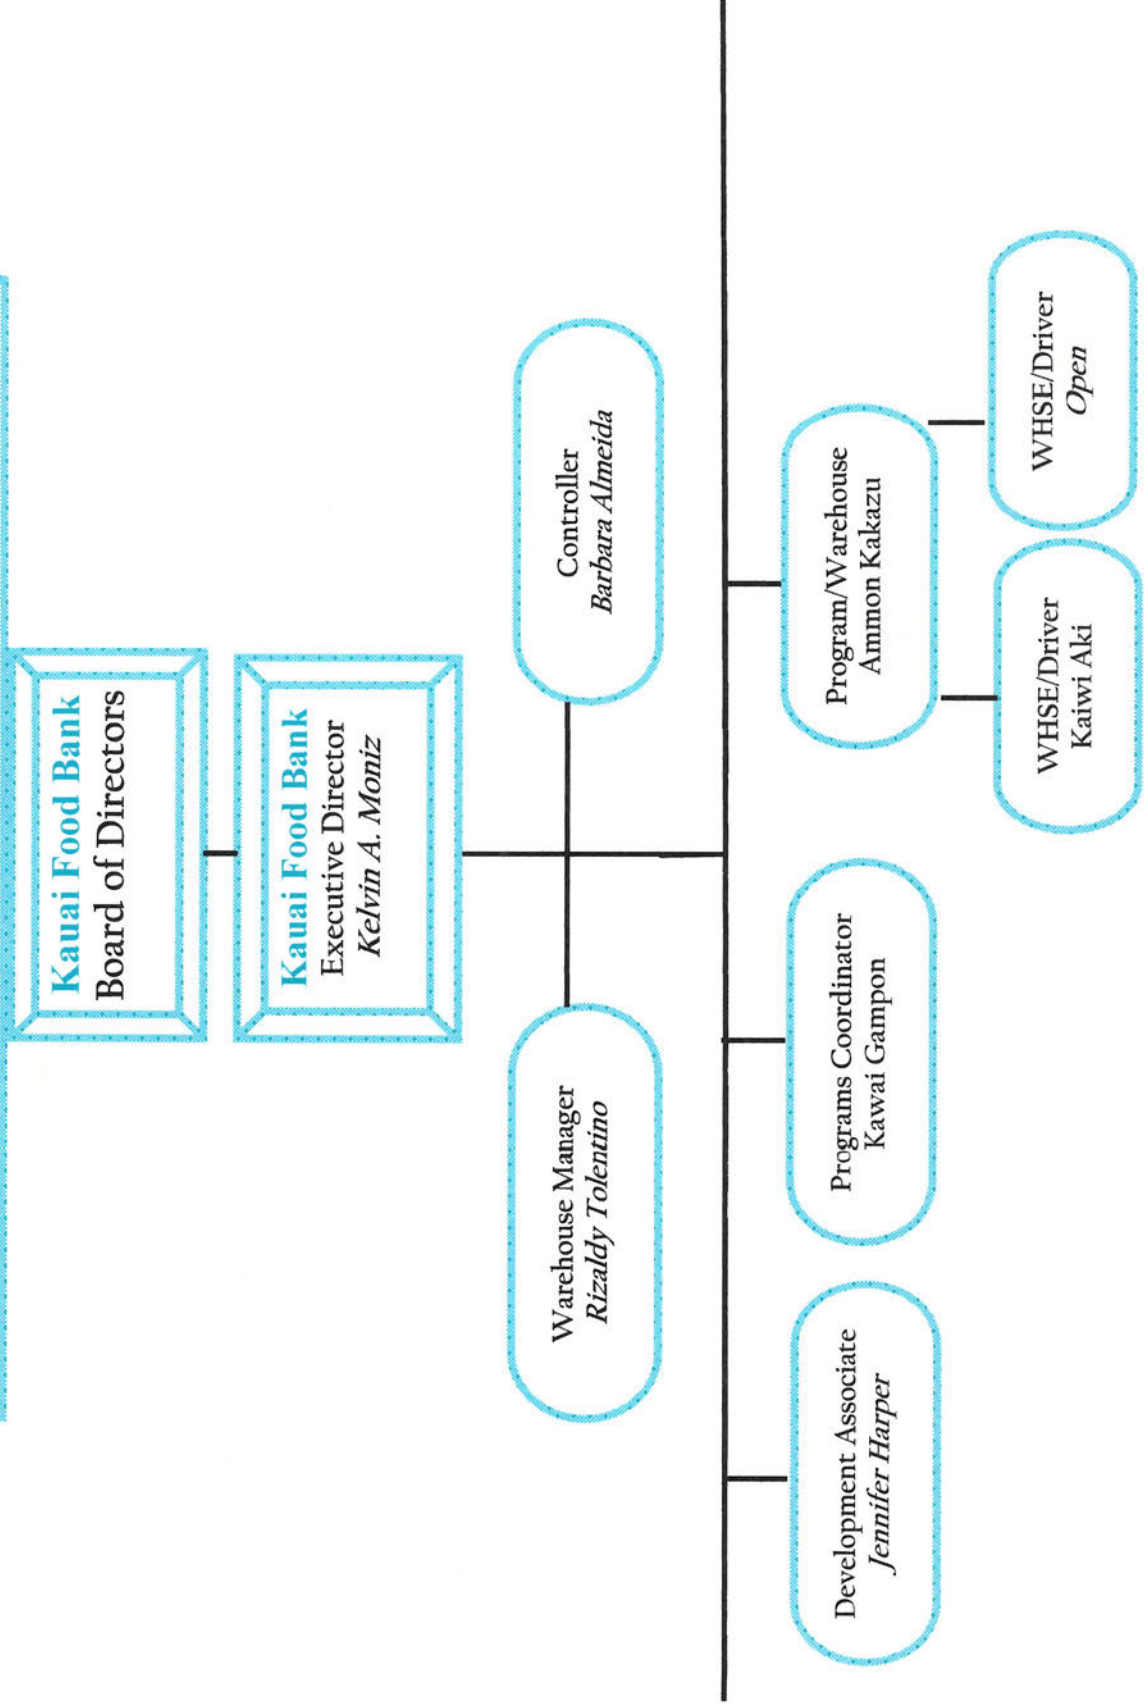 Kauai Food Bank
Board of Directors
Kauai Food Bank
Executive Director
Kelvin A. Moniz
Warehouse Manager
Rizaldy Tolentino
Controller
Barbara Almeida
Development Associate
Jennifer Harper
Programs Coordinator
Kawai Gampon
Program/Warehouse
Ammon Kakazu
WHSE/Driver
Kaiwi Aki
WHSE/Driver
Open